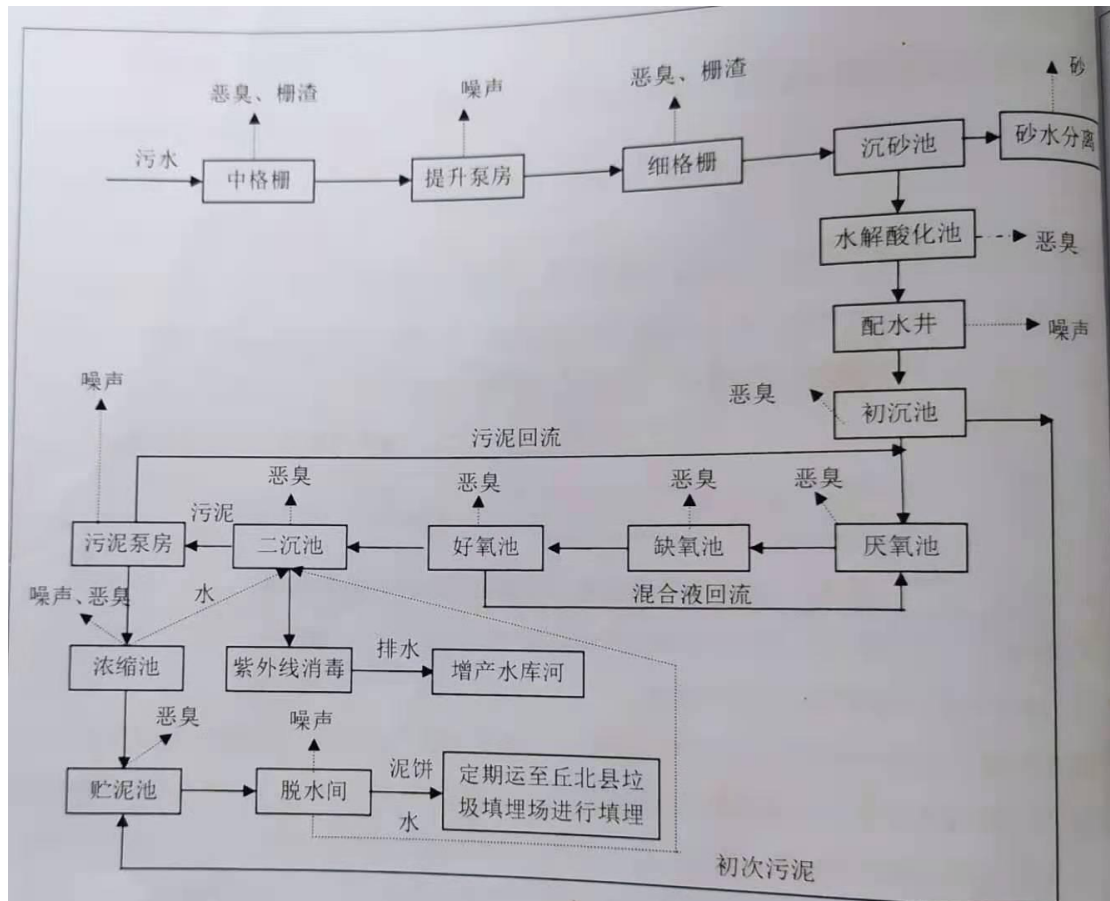 恶臭、栅渣
噪声
恶臭、栅渣
砂
污水
中格栅
提升泵房
细格栅
沉砂池
砂水分离
水解酸化池
恶臭
配水井
噪声
噪声
恶臭
初沉池
污泥回流
恶臭
恶臭
恶臭
恶臭
污泥
污泥泵房
二沉池
好氧池
缺氧池
厌氧池
噪声、恶臭
水
混合液回流
浓缩池
紫外线消毒
排水
增产水库河
恶臭
噪声
贮泥池
脱水间
泥饼
水
定期运至丘北县垃
圾填埋场进行填埋
初次污泥